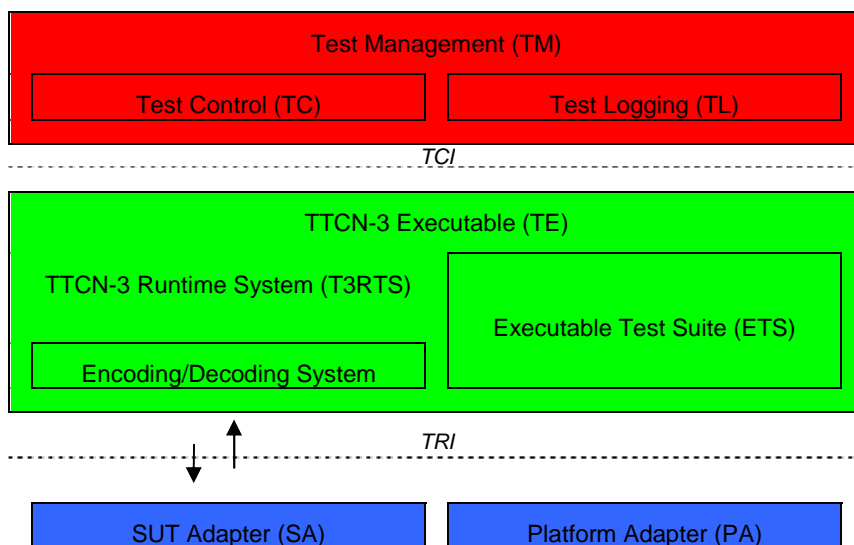 Test Management (TM)
Test Control (TC)
Test Logging (TL)
TCI
TTCN-3 Executable (TE)
TTCN-3 Runtime System (T3RTS)
Executable Test Suite (ETS)
Encoding/Decoding System
TRI
SUT Adapter (SA)
Platform Adapter (PA)